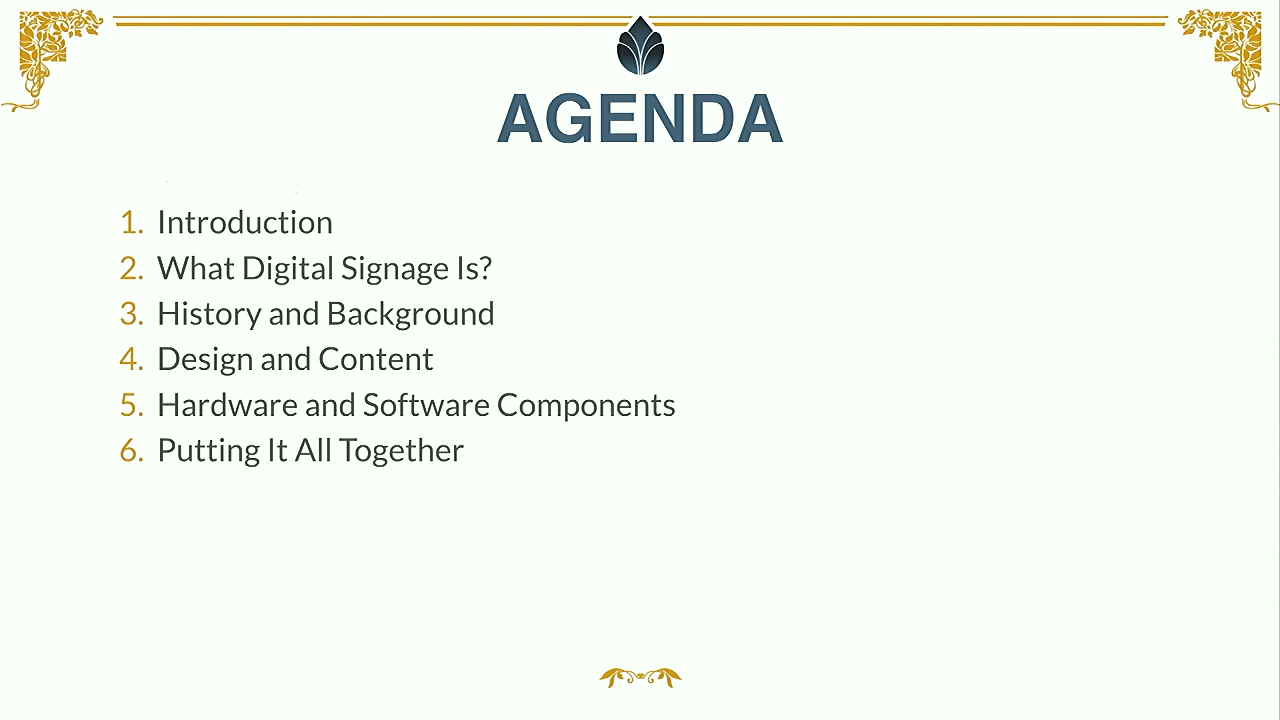 AGENDA
1. Introduction
2. What Digital Signage Is?
3. History and Background
4. Design and Content
5. Hardware and Software Components
6. Putting It All Together